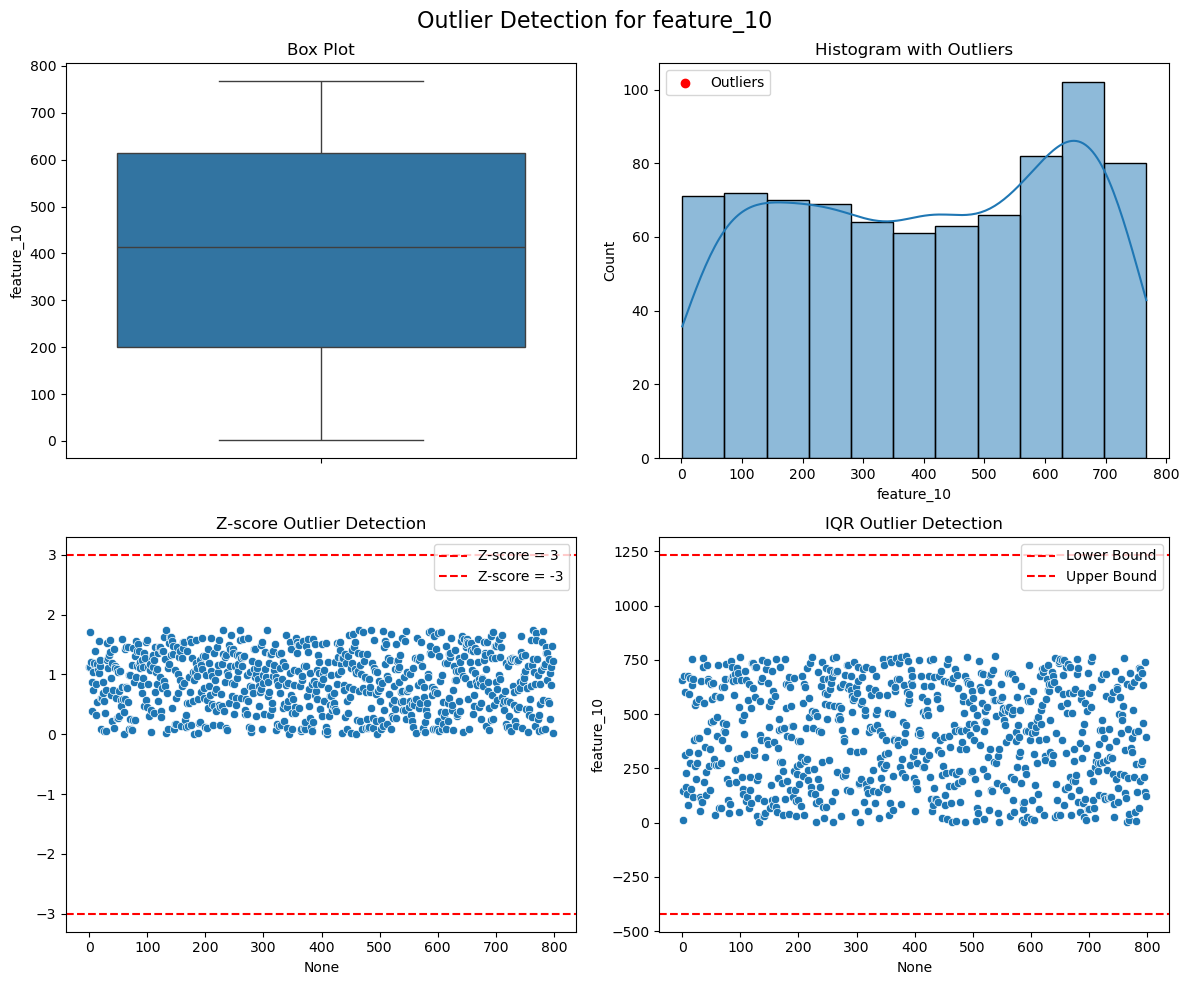 Outlier Detection for feature_10
Box Plot
800
700
600
500
400
300
200
100
0
feature_10
Histogram with Outliers
Outliers
100
80
60
40
20
0
Count
0 100 200 300 400 500 600 700 800
feature_10
Z-score Outlier Detection
Z-score = 3
Z-score = -3
3
2
1
0
−1
−2
−3
0 100 200 300 400 500 600 700 800
None
IQR Outlier Detection
Lower Bound
Upper Bound
1250
1000
750
500
250
0
−250
−500
feature_10
0 100 200 300 400 500 600 700 800
None